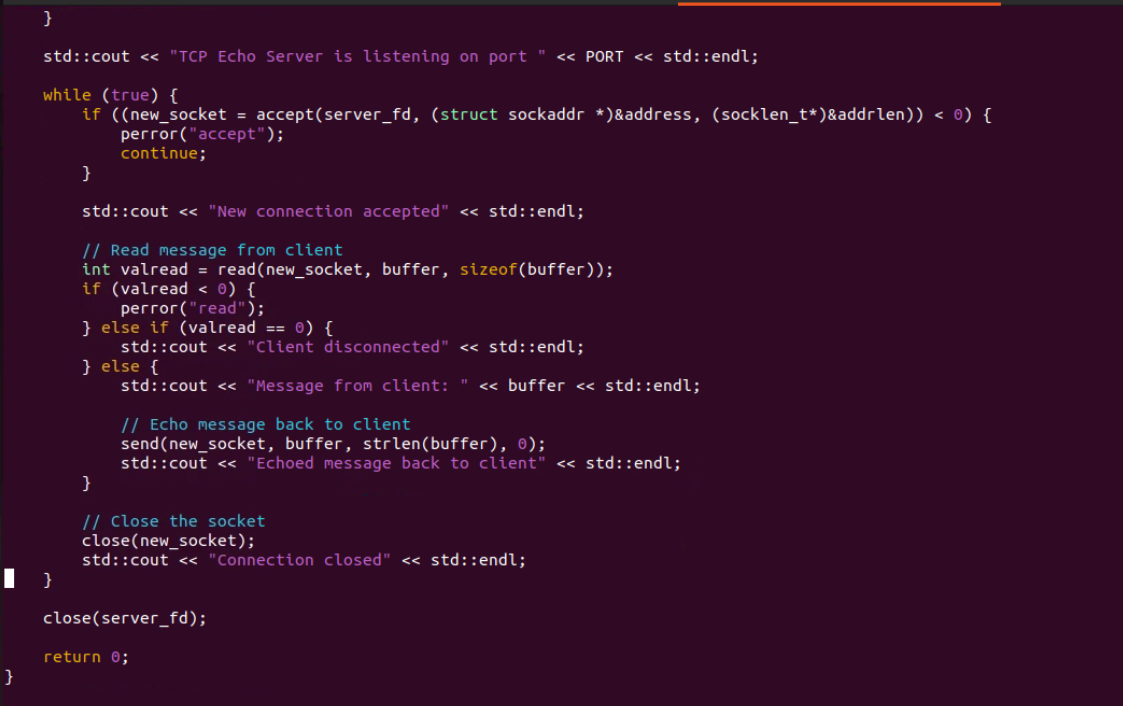 }

    std::cout << "TCP Echo Server is listening on port " << PORT << std::endl;

    while (true) {
        if ((new_socket = accept(server_fd, (struct sockaddr *)&address, (socklen_t*)&addrlen)) < 0) {
            perror("accept");
            continue;
        }

        std::cout << "New connection accepted" << std::endl;

        // Read message from client
        int valread = read(new_socket, buffer, sizeof(buffer));
        if (valread < 0) {
            perror("read");
        } else if (valread == 0) {
            std::cout << "Client disconnected" << std::endl;
        } else {
            std::cout << "Message from client: " << buffer << std::endl;

            // Echo message back to client
            send(new_socket, buffer, strlen(buffer), 0);
            std::cout << "Echoed message back to client" << std::endl;
        }

        // Close the socket
        close(new_socket);
        std::cout << "Connection closed" << std::endl;
    }

    close(server_fd);

    return 0;
}